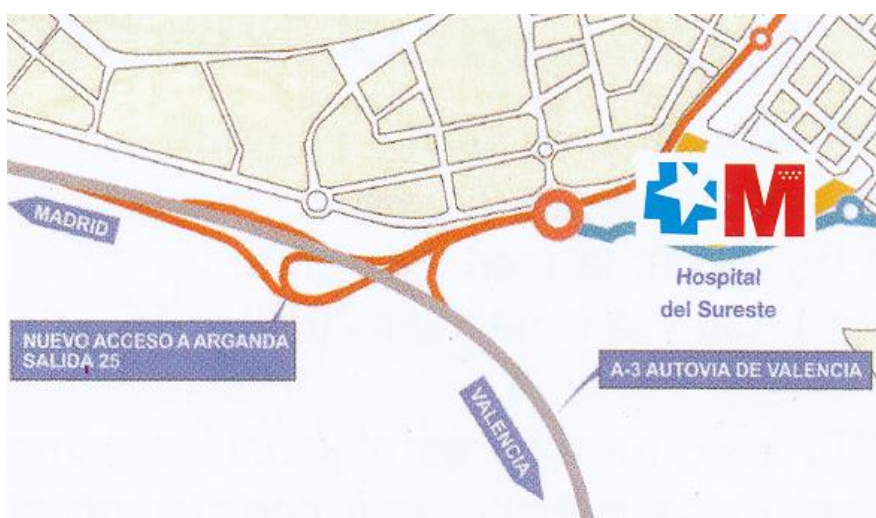 MADRID
M
Hospital
del Sureste
NUEVO ACCESO A ARGANDA
SALIDA 25
A-3 AUTOVIA DE VALENCIA
VALENCIA